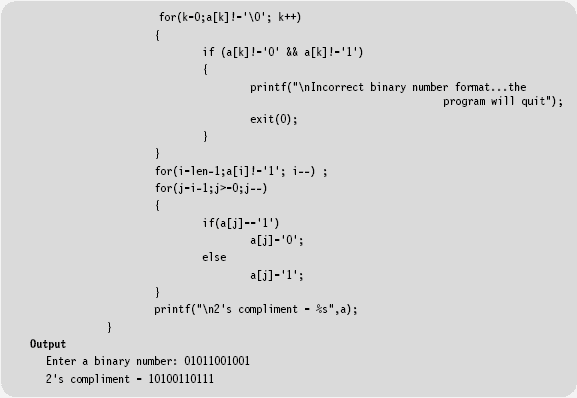 for(k=0;a[k]!='\0'; k++)
{
if (a[k]!='0' && a[k]!='1')
{
printf("\nIncorrect binary number format...the
program will quit");
exit(0);
}
}
for(i=len-1;a[i]!='1'; i--) ;
for(j=i-1;j>=0;j--)
{
if(a[j]=='1')
a[j]='0';
else
a[j]='1';
}
printf("\n2's compliment = %s",a);
}
Output
Enter a binary number: 01011001001
2's compliment = 10100110111